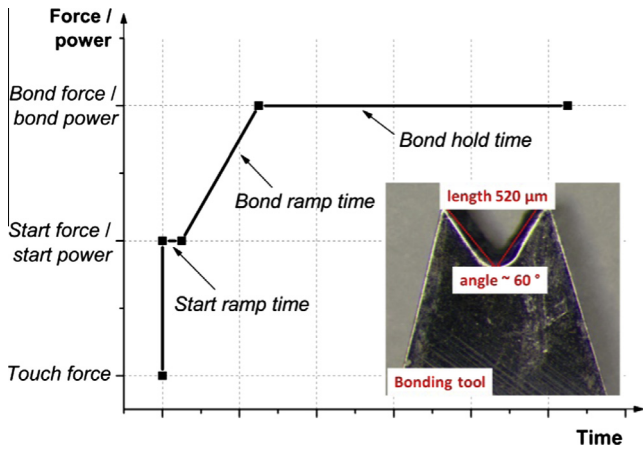 Force /
power
Bond force /
bond power
Bond hold time
Bond ramp time
length 520 µm
Start force /
start power
angle ~ 60 °
Start ramp time
Touch force
Bonding tool
Time